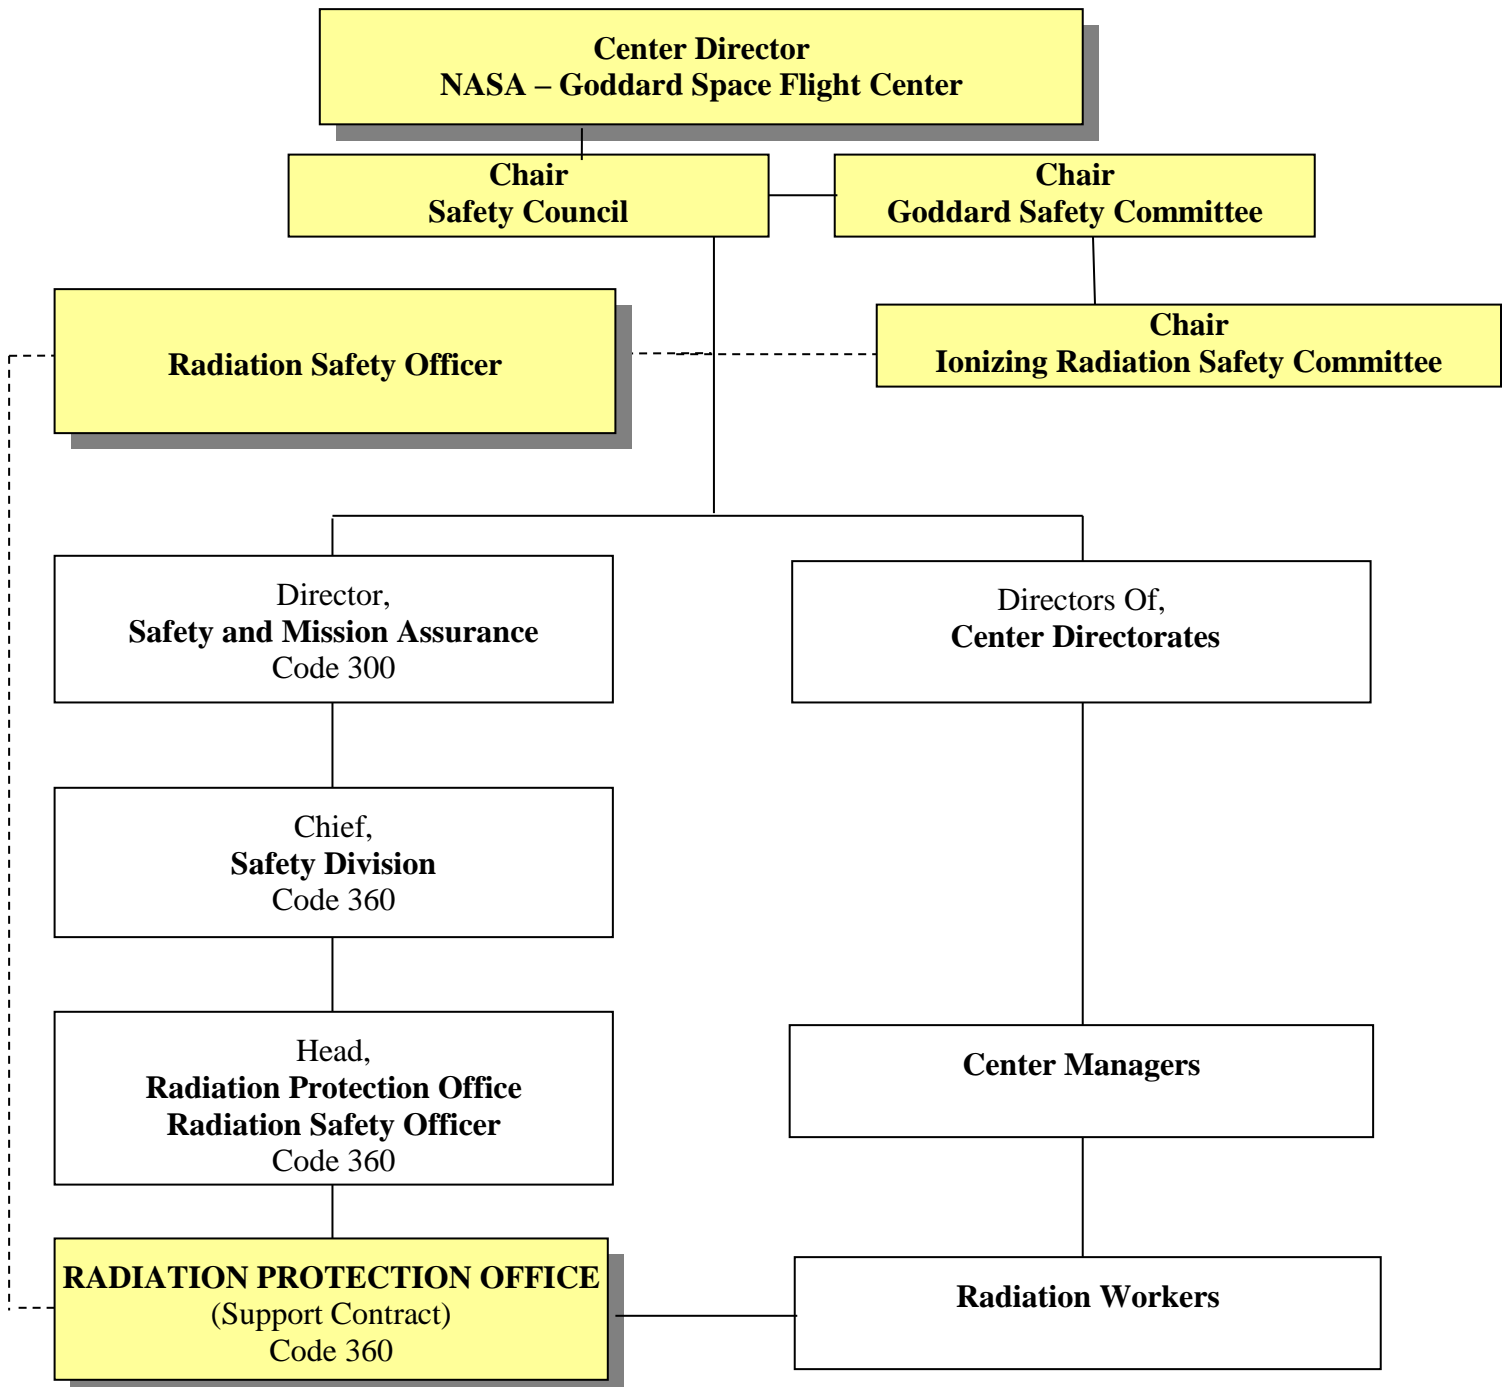 Center Director
NASA – Goddard Space Flight Center
Chair
Safety Council
Chair
Goddard Safety Committee
Radiation Safety Officer
Chair
Ionizing Radiation Safety Committee
Director,
Safety and Mission Assurance
Code 300
Directors Of,
Center Directorates
Chief,
Safety Division
Code 360
Head,
Radiation Protection Office
Radiation Safety Officer
Code 360
Center Managers
RADIATION PROTECTION OFFICE
(Support Contract)
Code 360
Radiation Workers